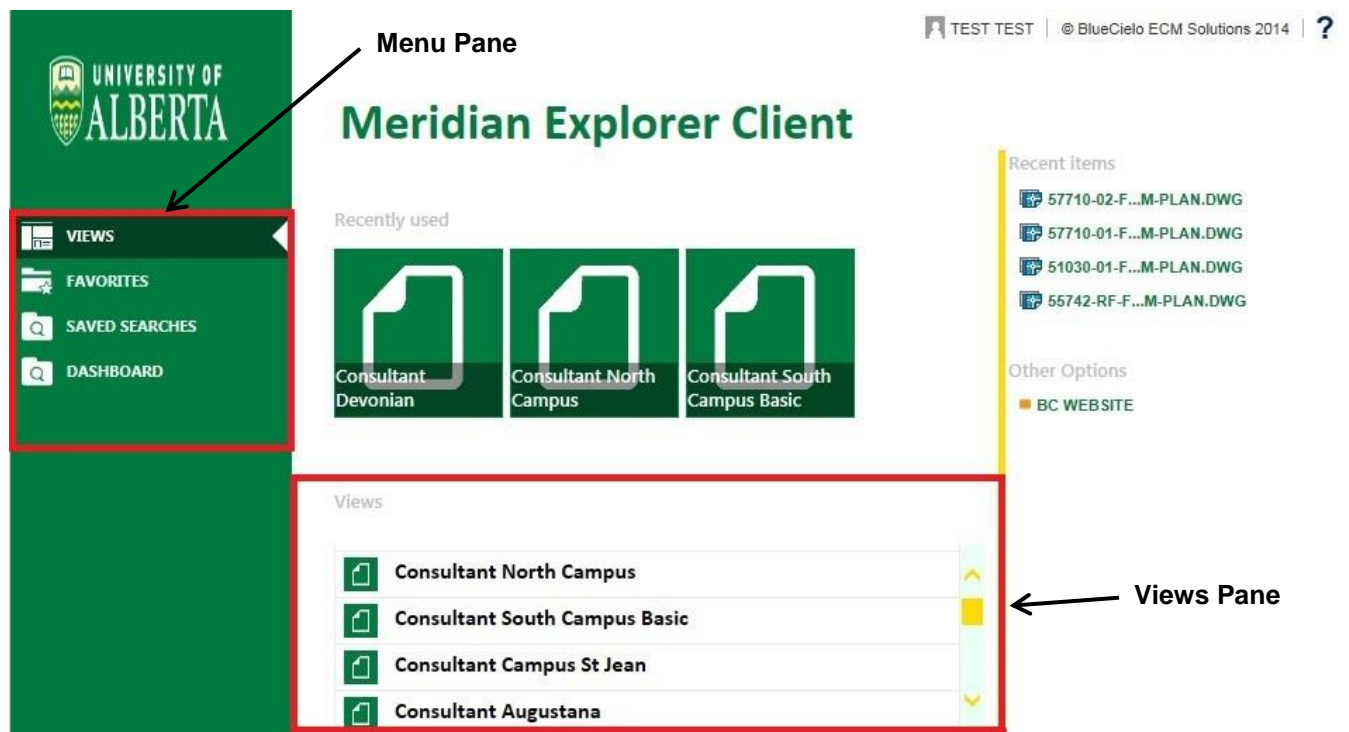 Menu Pane
TEST TEST | © BlueCielo ECM Solutions 2014 | ?
UNIVERSITY OF
ALBERTA
Meridian Explorer Client
VIEWS
FAVORITES
SAVED SEARCHES
DASHBOARD
Recently used
Consultant
Devonian
Consultant North
Campus
Consultant South
Campus Basic
Recent items
57710-02-F...M-PLAN.DWG
57710-01-F...M-PLAN.DWG
51030-01-F...M-PLAN.DWG
55742-RF-F...M-PLAN.DWG
Other Options
BC WEBSITE
Views
Consultant North Campus
Consultant South Campus Basic
Consultant Campus St Jean
Consultant Augustana
Views Pane